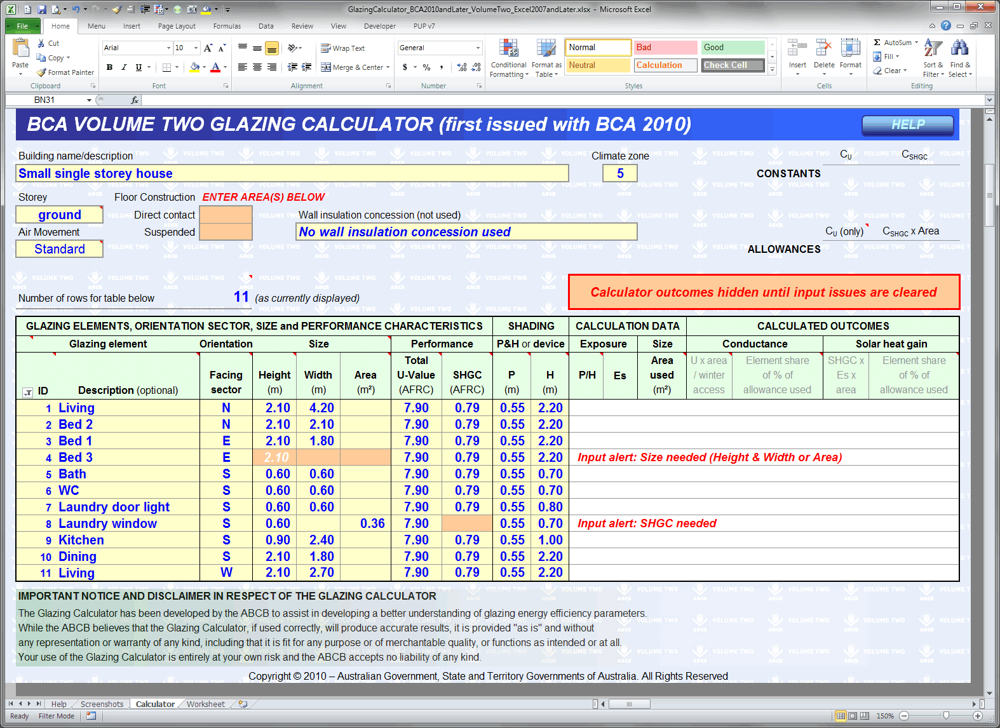 GlazingCalculator_BCA2010andLater_VolumeTwo_Excel2007andLater.xlsx - Microsoft Excel
File Home Menu Insert Page Layout Formulas Data Review View Developer PUP v7
Paste Cut Copy Format Painter Clipboard
Arial 10 B I U Font
Wrap Text Merge & Center Alignment
General $ % , Number
Conditional Formatting Format as Table
Normal Bad Good
Neutral Calculation Check Cell
Styles
Insert Delete Format Cells
AutoSum Fill Clear Sort & Filter Find & Select Editing
BN31 fx
BCA VOLUME TWO GLAZING CALCULATOR (first issued with BCA 2010) HELP
Building name/description Climate zone CU CSHGC
Small single storey house 5 CONSTANTS
Storey Floor Construction ENTER AREA(S) BELOW
ground Direct contact Wall insulation concession (not used)
Air Movement Suspended No wall insulation concession used CU (only) CSHGC x Area
Standard ALLOWANCES
Number of rows for table below 11 (as currently displayed) Calculator outcomes hidden until input issues are cleared
GLAZING ELEMENTS, ORIENTATION SECTOR, SIZE and PERFORMANCE CHARACTERISTICS SHADING CALCULATION DATA CALCULATED OUTCOMES
Glazing element Orientation Size Performance P&H or device Exposure Size Conductance Solar heat gain
Total Area U x area Element share SHGC x Element share
Facing Height Width Area U-Value SHGC P H P/H Es used / winter of % of Es x of % of
ID Description (optional) sector (m) (m) (m²) (AFRC) (AFRC) (m) (m) (m²) access allowance used area allowance used
1 Living N 2.10 4.20 7.90 0.79 0.55 2.20
2 Bed 2 N 2.10 2.10 7.90 0.79 0.55 2.20
3 Bed 1 E 2.10 1.80 7.90 0.79 0.55 2.20
4 Bed 3 E 2.10 7.90 0.79 0.55 2.20 Input alert: Size needed (Height & Width or Area)
5 Bath S 0.60 0.60 7.90 0.79 0.55 0.70
6 WC S 0.60 0.60 7.90 0.79 0.55 0.70
7 Laundry door light S 0.60 0.60 7.90 0.79 0.55 0.80
8 Laundry window S 0.60 0.36 7.90 0.55 0.70 Input alert: SHGC needed
9 Kitchen S 0.90 2.40 7.90 0.79 0.55 1.00
10 Dining S 2.10 1.80 7.90 0.79 0.55 2.20
11 Living W 2.10 2.70 7.90 0.79 0.55 2.20
IMPORTANT NOTICE AND DISCLAIMER IN RESPECT OF THE GLAZING CALCULATOR
The Glazing Calculator has been developed by the ABCB to assist in developing a better understanding of glazing energy efficiency parameters.
While the ABCB believes that the Glazing Calculator, if used correctly, will produce accurate results, it is provided "as is" and without
any representation or warranty of any kind, including that it is fit for any purpose or of merchantable quality, or functions as intended or at all.
Your use of the Glazing Calculator is entirely at your own risk and the ABCB accepts no liability of any kind.
Copyright © 2010 – Australian Government, State and Territory Governments of Australia. All Rights Reserved
Help Screenshots Calculator Worksheet
Ready Filter Mode 150%